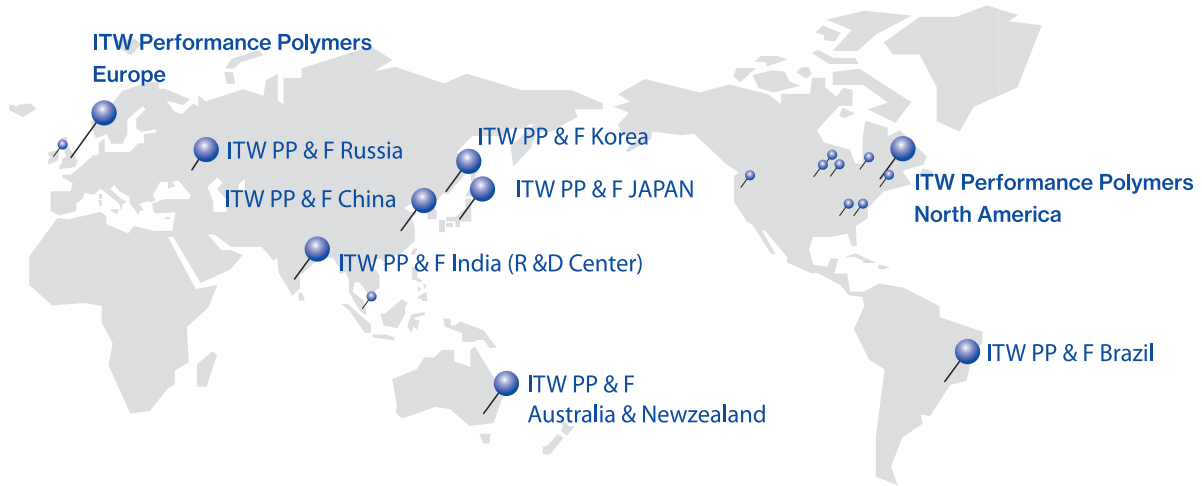 ITW Performance Polymers
Europe
ITW PP & F Russia
ITW PP & F Korea
ITW PP & F China
ITW PP & F JAPAN
ITW PP & F India (R &D Center)
ITW PP & F
Australia & Newzealand
ITW Performance Polymers
North America
ITW PP & F Brazil